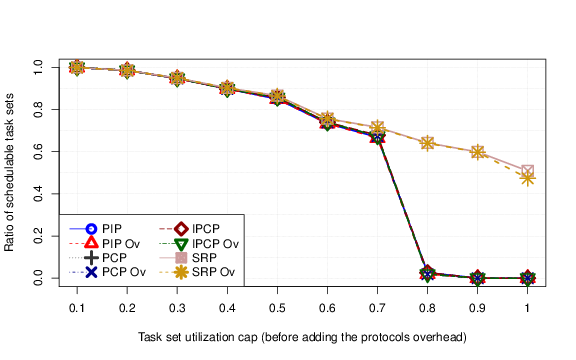 Ratio of schedulable task sets
1.0
0.8
0.6
0.4
0.2
0.0
PIP
IPCP
PIP Ov
IPCP Ov
PCP
SRP
PCP Ov
SRP Ov
0.1 0.2 0.3 0.4 0.5 0.6 0.7 0.8 0.9 1
Task set utilization cap (before adding the protocols overhead)